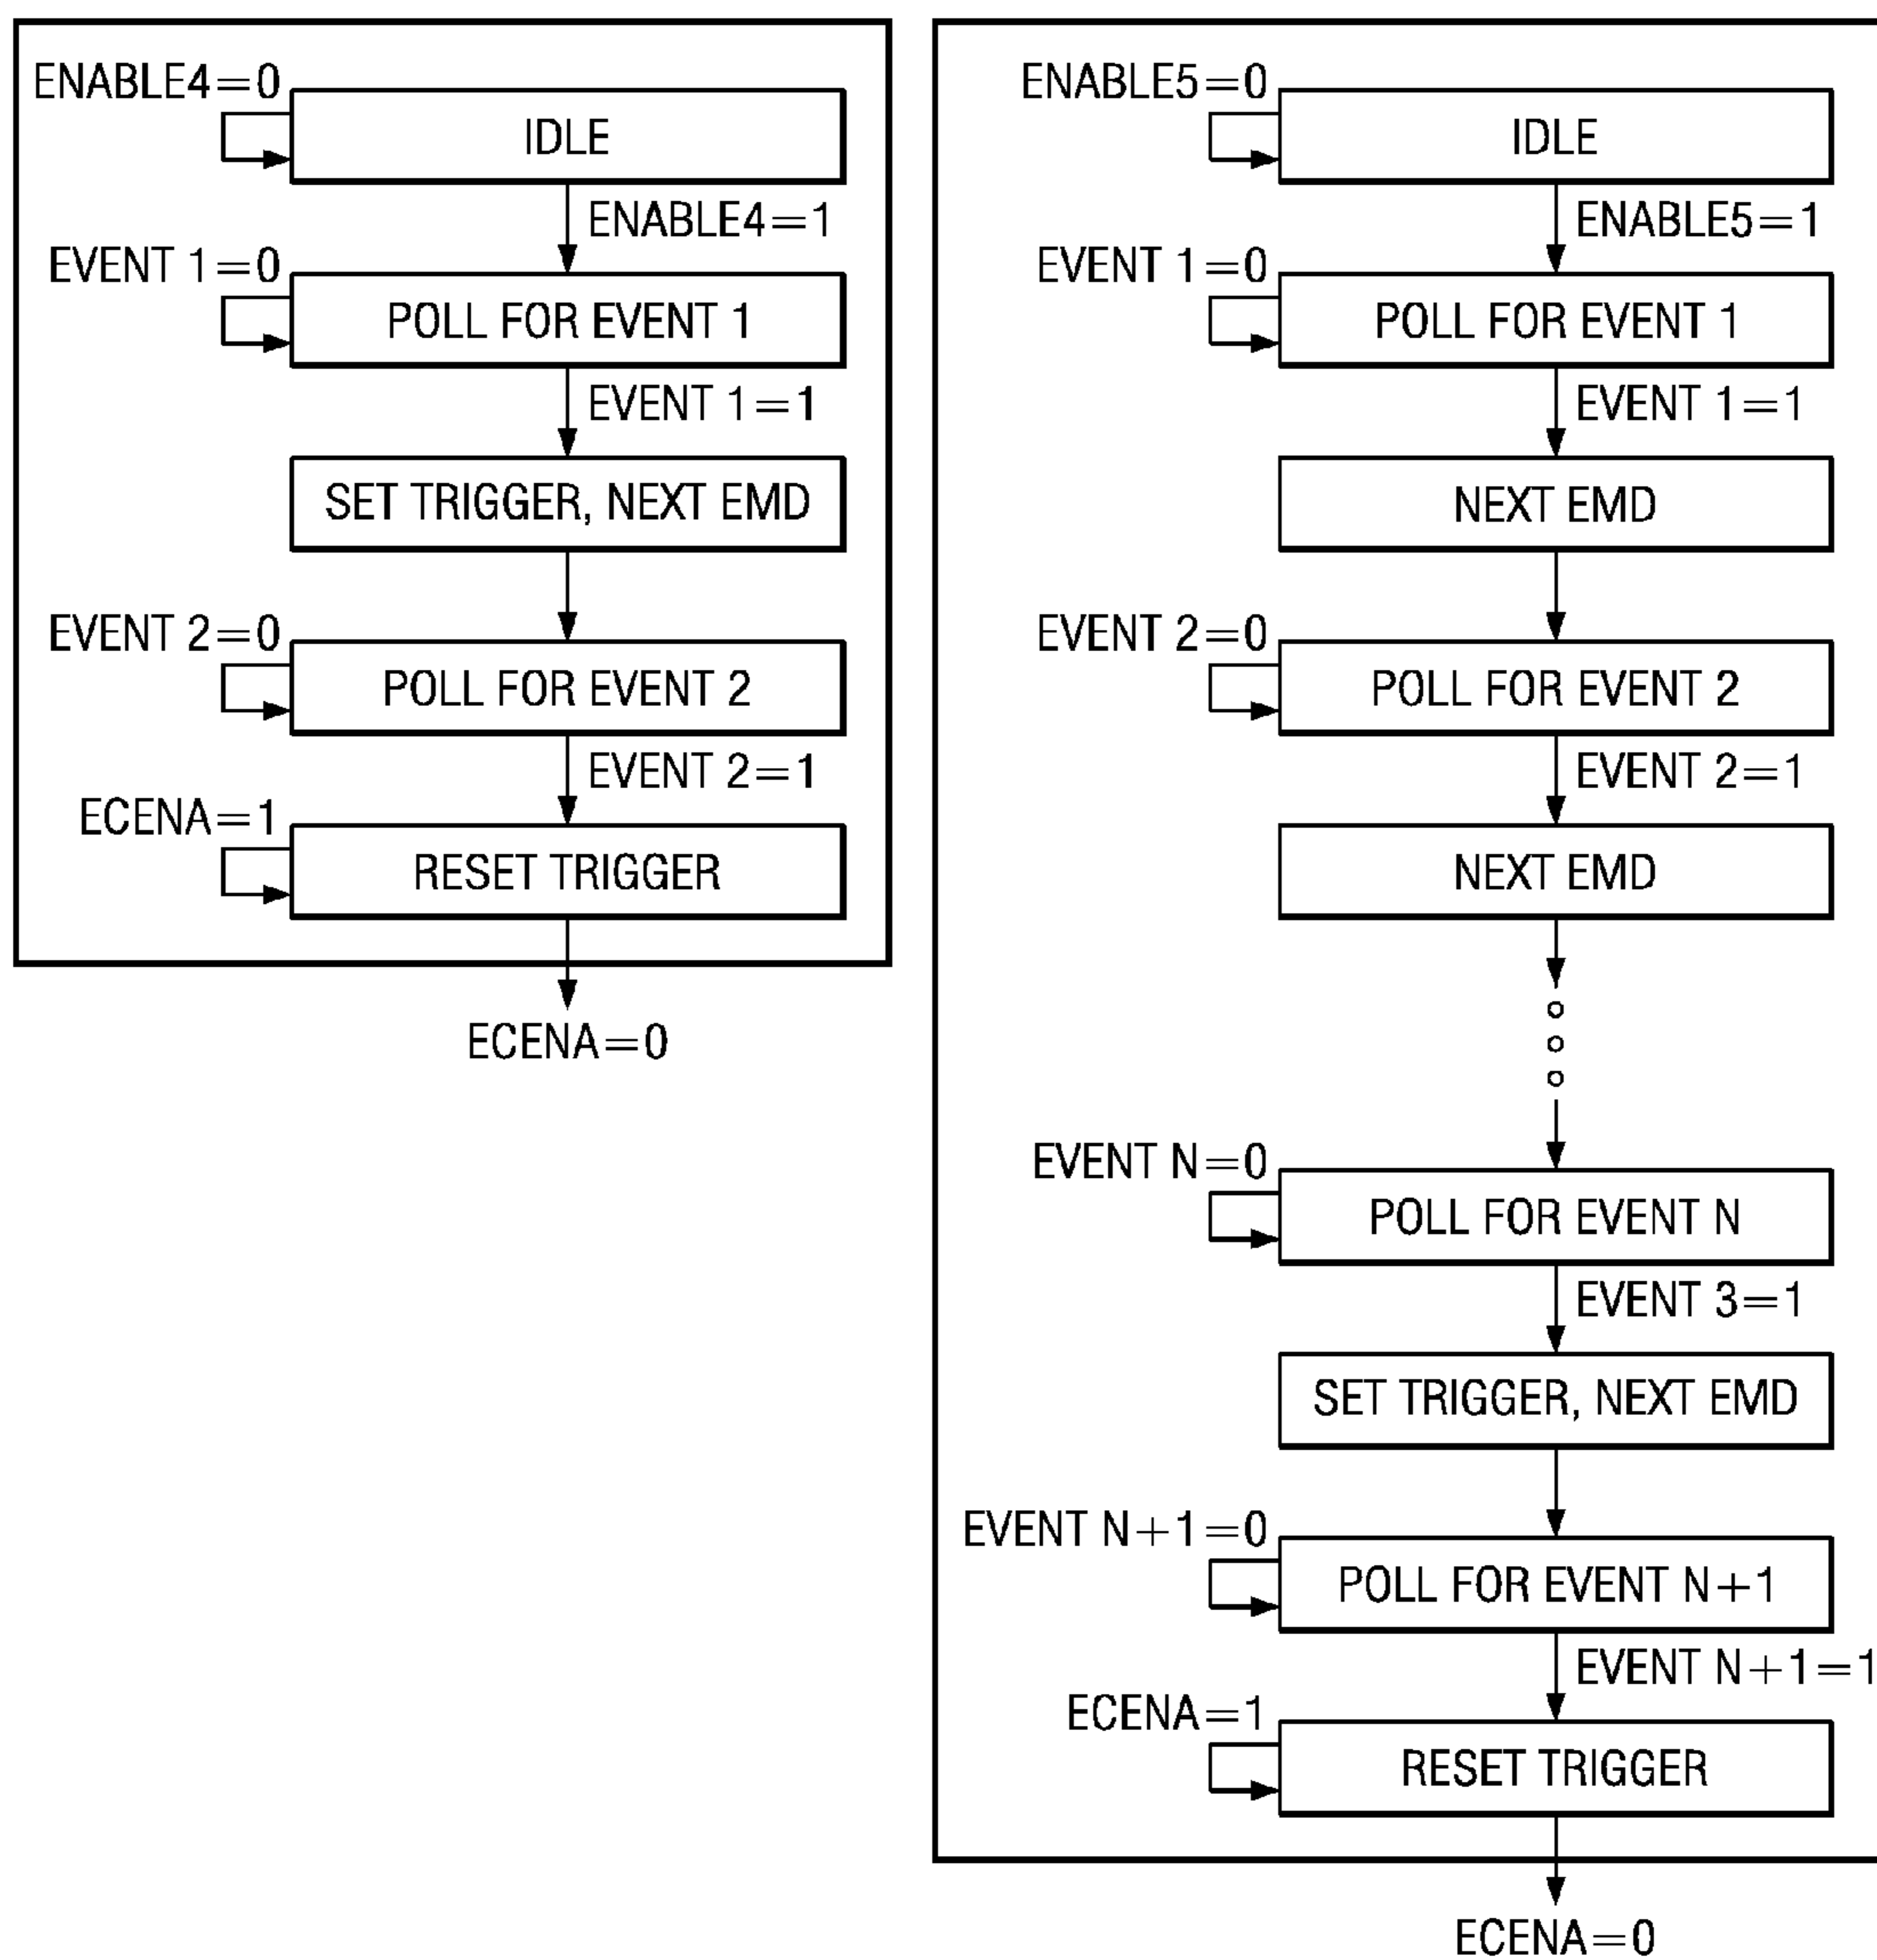 ENABLE4=0
IDLE
ENABLE4=1
EVENT 1=0
POLL FOR EVENT 1
EVENT 1=1
SET TRIGGER, NEXT EMD
EVENT 2=0
POLL FOR EVENT 2
EVENT 2=1
ECENA=1
RESET TRIGGER
ECENA=0
ENABLE5=0
IDLE
ENABLE5=1
EVENT 1=0
POLL FOR EVENT 1
EVENT 1=1
NEXT EMD
EVENT 2=0
POLL FOR EVENT 2
EVENT 2=1
NEXT EMD
EVENT N=0
POLL FOR EVENT N
EVENT 3=1
SET TRIGGER, NEXT EMD
EVENT N+1=0
POLL FOR EVENT N+1
EVENT N+1=1
ECENA=1
RESET TRIGGER
ECENA=0